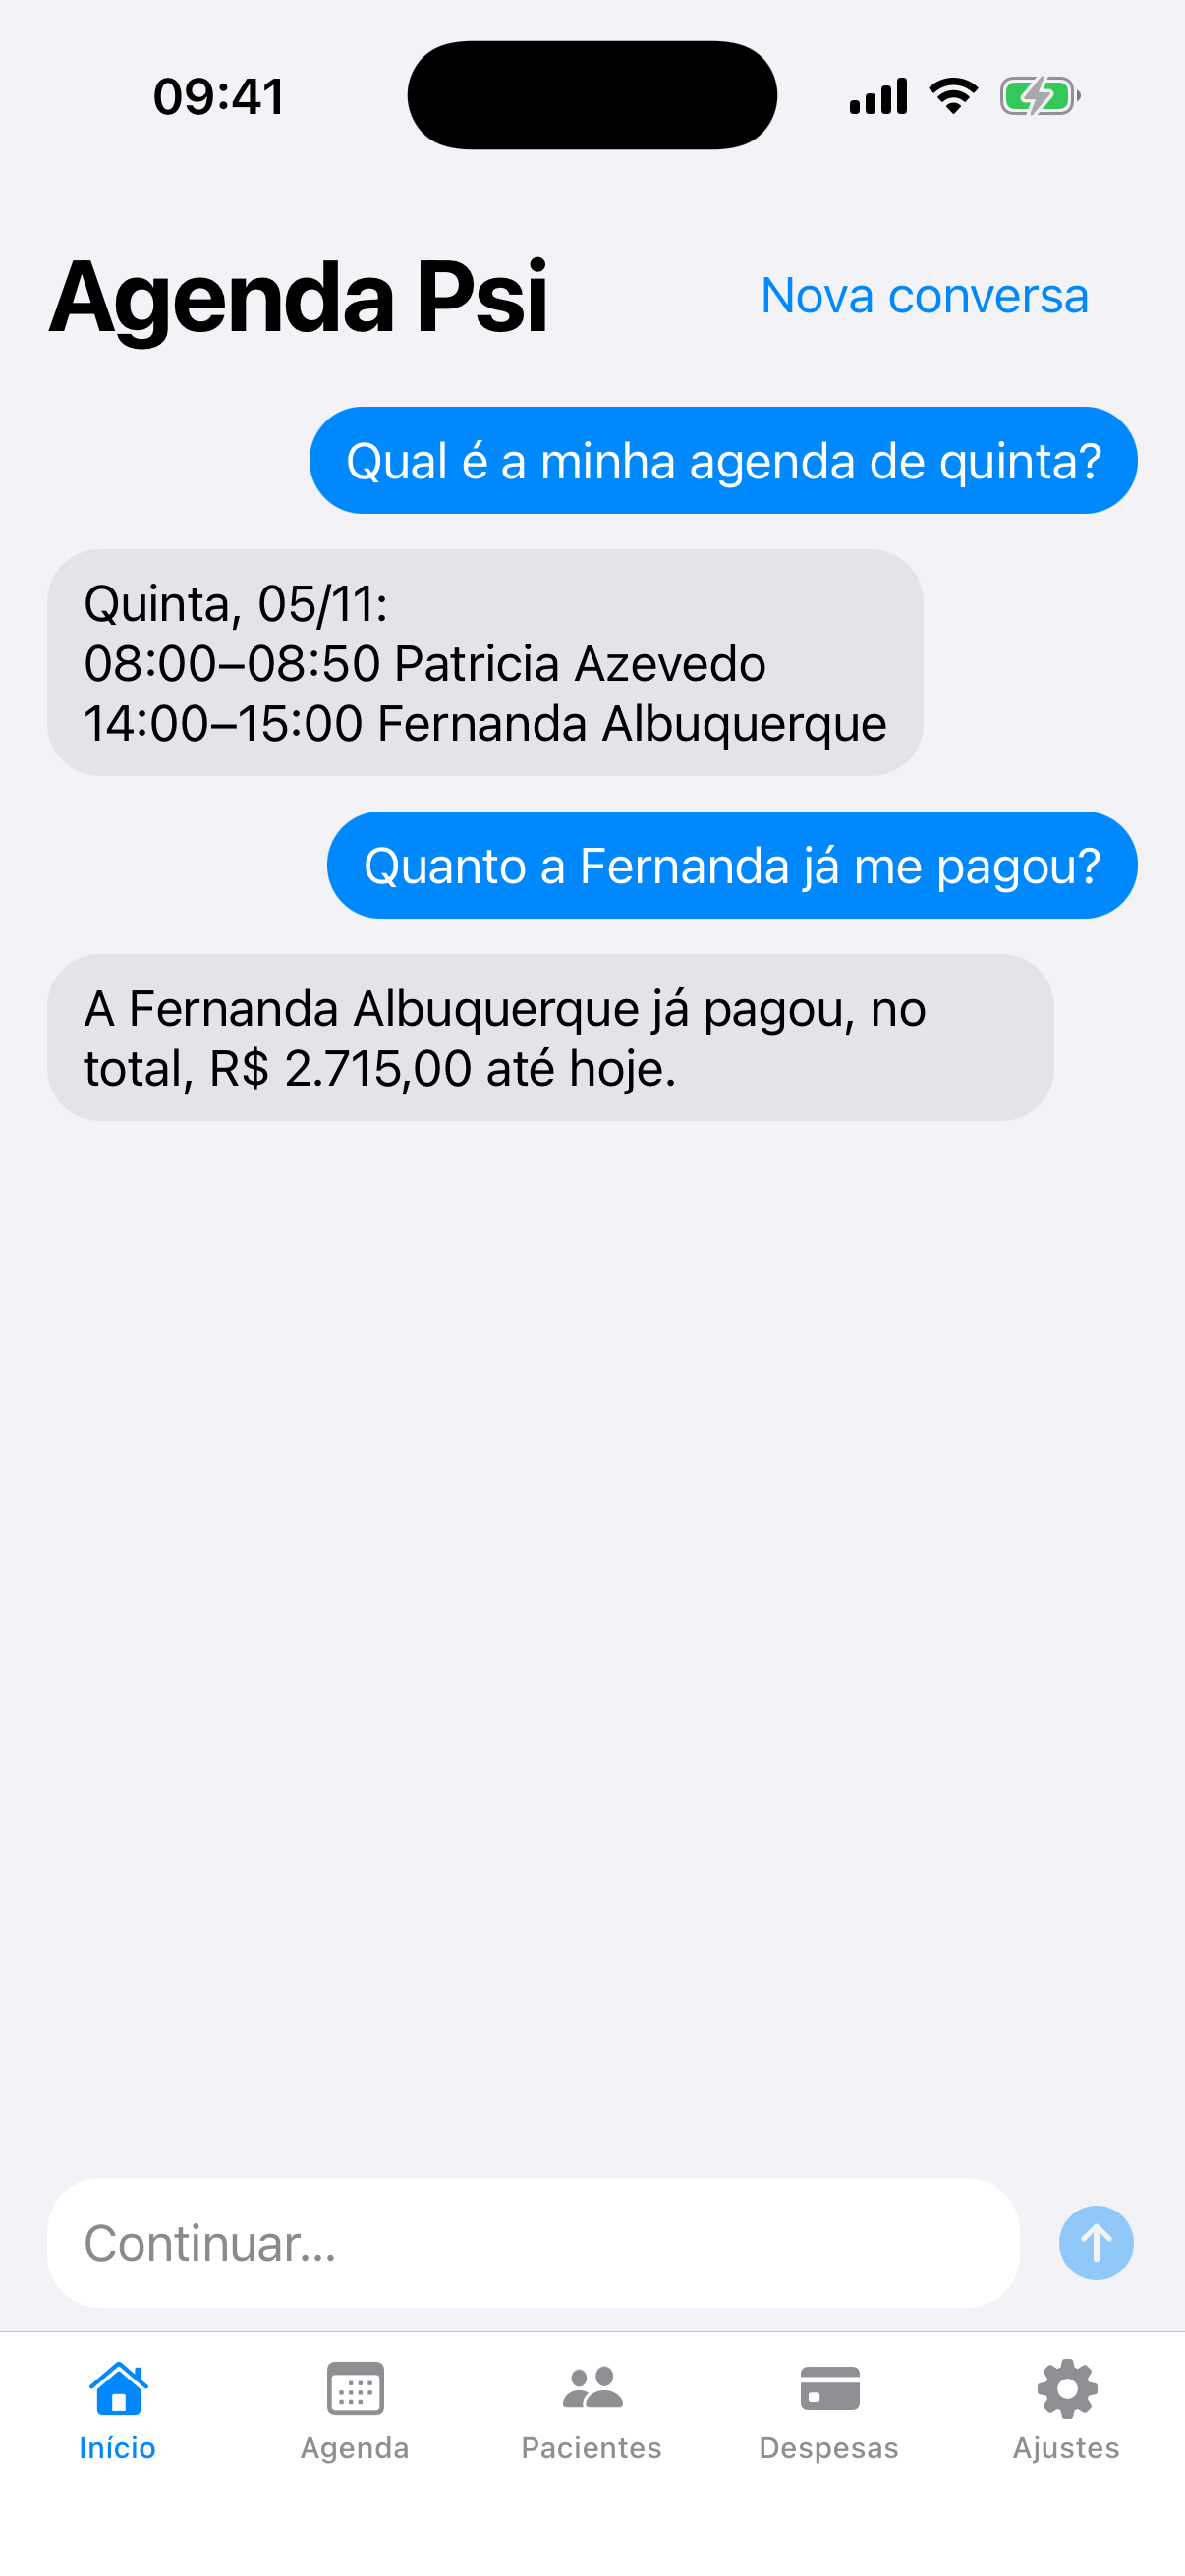 09:41
Agenda Psi
Nova conversa
Qual é a minha agenda de quinta?
Quinta, 05/11:
08:00–08:50 Patricia Azevedo
14:00–15:00 Fernanda Albuquerque
Quanto a Fernanda já me pagou?
A Fernanda Albuquerque já pagou, no
total, R$ 2.715,00 até hoje.
Continuar...
Início
Agenda
Pacientes
Despesas
Ajustes